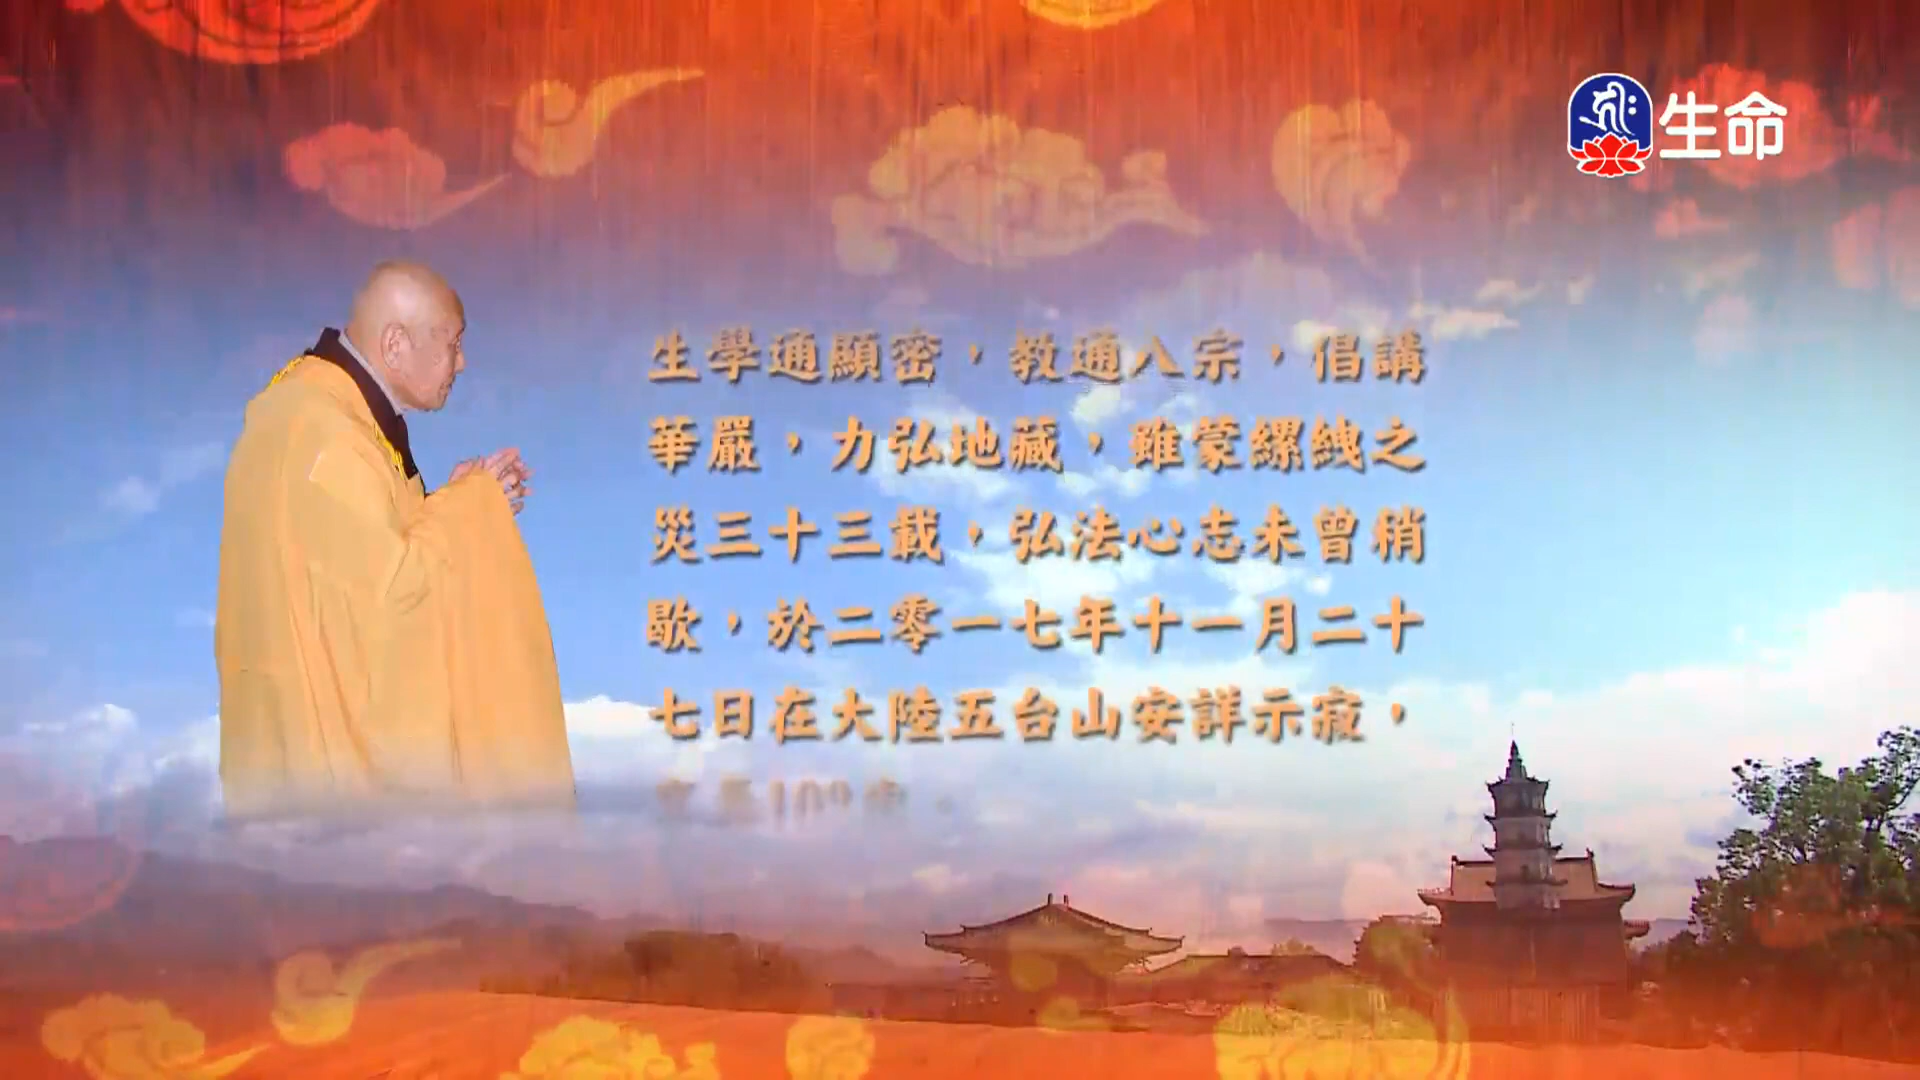 生命
生學通顯密，教通八宗，倡講
華嚴，力弘地藏，雖蒙縲絏之
災三十三載，弘法心志未曾稍
歇，於二零一七年十一月二十
七日在大陸五台山安詳示寂，